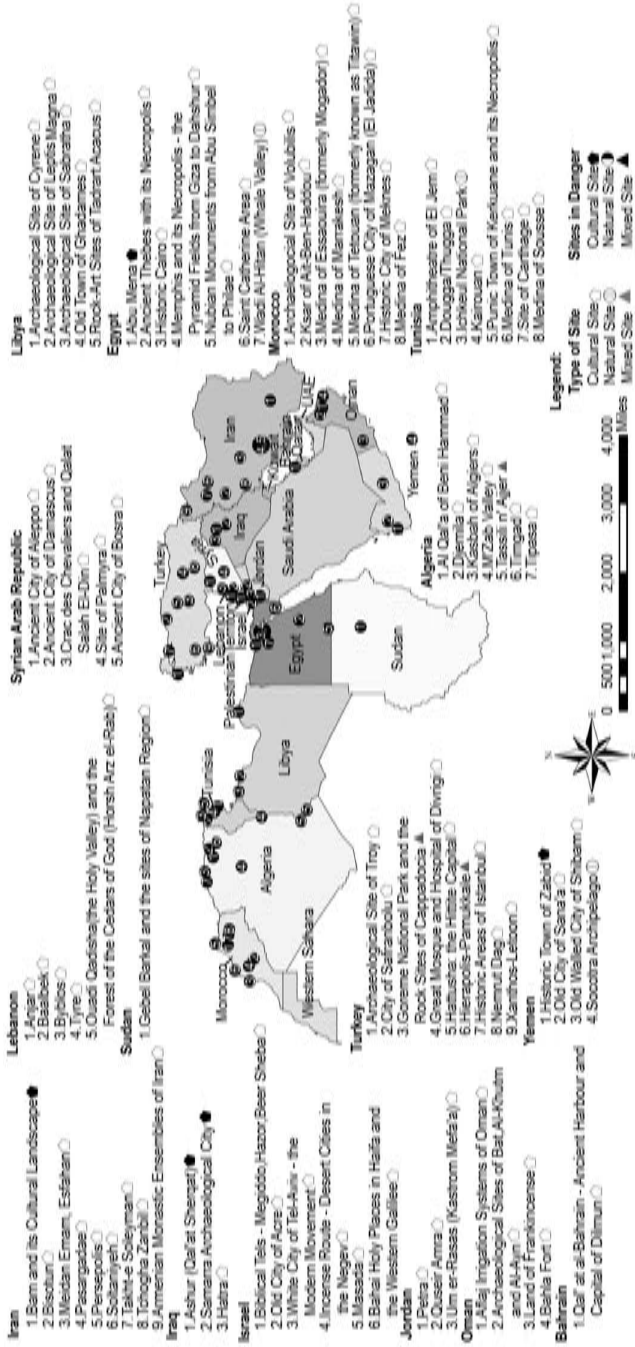 Iran
1.Bam and its Cultural Landscape
2.Bisotun
3.Meidan Emam, Esfahan
4.Pasargadae
5.Persepolis
6.Soltaniyeh
7.Takht-e Soleyman
8.Tchogha Zanbil
9.Armenian Monastic Ensembles of Iran
Iraq
1.Ashur (Qal'at Sherqat)
2.Samarra Archaeological City
3.Hatra
Israel
1.Biblical Tels - Megiddo,Hazor,Beer Sheba
2.Old City of Acre
3.White City of Tel-Aviv - the
Modern Movement
4.Incense Route - Desert Cities in
the Negev
5.Masada
6.Bahai Holy Places in Haifa and
the Western Galilee
Jordan
1.Petra
2.Quseir Amra
3.Um er-Rasas (Kastrom Mefa'a)
Oman
1.Aflaj Irrigation Systems of Oman
2.Archaeological Sites of Bat,Al-Khutm
and Al-Ayn
3.Land of Frankincense
4.Bahla Fort
Bahrain
1.Qal'at al-Bahrain - Ancient Harbour and
Capital of Dilmun
Lebanon
1.Anjar
2.Baalbek
3.Byblos
4.Tyre
5.Ouadi Qadisha(the Holy Valley) and the
Forest of the Cedars of God (Horsh Arz el-Rab)
Sudan
1.Gebel Barkal and the sites of Napatan Region
Syrian Arab Republic
1.Ancient City of Aleppo
2.Ancient City of Damascus
3.Crac des Chevaliers and Qalat
Salah El-Din
4.Site of Palmyra
5.Ancient City of Bosra
Libya
1.Archaeological Site of Cyrene
2.Archaeological Site of Leptis Magna
3.Archaeological Site of Sabratha
4.Old Town of Ghadames
5.Rock-Art Sites of Tadrart Acacus
Egypt
1.Abu Mena
2.Ancient Thebes with its Necropolis
3.Historic Cairo
4.Memphis and its Necropolis - the
Pyramid Fields from Giza to Dahshur
5.Nubian Monuments from Abu Simbel
to Philae
6.Saint Catherine Area
7.Wadi Al-Hitan (Whale Valley)
Morocco
1.Archaeological Site of Volubilis
2.Ksar of Ait-Ben-Haddou
3.Medina of Essaouira (formerly Mogador)
4.Medina of Marrakesh
5.Medina of Tétouan (formerly known as Titawin)
6.Portuguese City of Mazagan (El Jadida)
7.Historic City of Meknes
8.Medina of Fez
Tunisia
1.Amphitheatre of El Jem
2.Dougga/Thugga
3.Ichkeul National Park
4.Kairouan
5.Punic Town of Kerkuane and its Necropolis
6.Medina of Tunis
7.Site of Carthage
8.Medina of Sousse
Turkey
1.Archaeological Site of Troy
2.City of Safranbolu
3.Goreme National Park and the
Rock Sites of Cappadocia
4.Great Mosque and Hospital of Divrigi
5.Hattusha: the Hittite Capital
6.Hierapolis-Pamukkale
7.Historic Areas of Istanbul
8.Nemrut Dag
9.Xanthos-Letoon
Yemen
1.Historic Town of Zabid
2.Old City of Sana'a
3.Old Walled City of Shibam
4.Socotra Archipelago
Algeria
1.Al Qal'a of Beni Hammad
2.Djemila
3.Kasbah of Algiers
4.M'Zab Valley
5.Tassili n'Ajjer
6.Timgad
7.Tipasa
Morocco
Western Sahara
Algeria
Tunisia
Libya
Egypt
Sudan
Turkey
Lebanon
Palestinian Territory
Israel
Jordan
Iraq
Iran
Kuwait
Bahrain
Qatar
UAE
Saudi Arabia
Oman
Yemen
N
W
E
S
0 500 1,000 2,000 3,000 4,000
Miles
Legend:
Type of Site
Cultural Site
Natural Site
Mixed Site
Sites in Danger
Cultural Site
Natural Site
Mixed Site